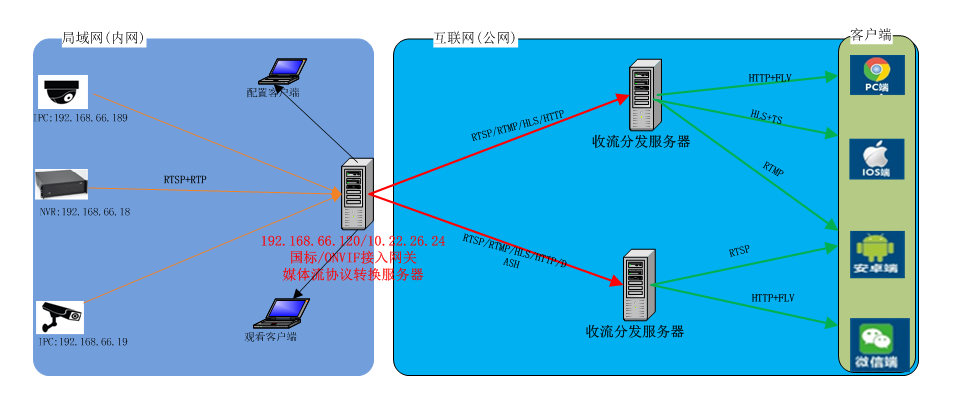 局域网(内网)
互联网(公网)
客户端
配置客户端
IPC:192.168.66.189
RTSP+RTP
NVR:192.168.66.18
192.168.66.120/10.22.26.24
国标/ONVIF接入网关
媒体流协议转换服务器
IPC:192.168.66.19
观看客户端
RTSP/RTMP/HLS/HTTP
收流分发服务器
RTSP/RTMP/HLS/HTTP/D
ASH
收流分发服务器
HTTP+FLV
HLS+TS
RTMP
RTSP
HTTP+FLV
PC端
IOS端
安卓端
微信端